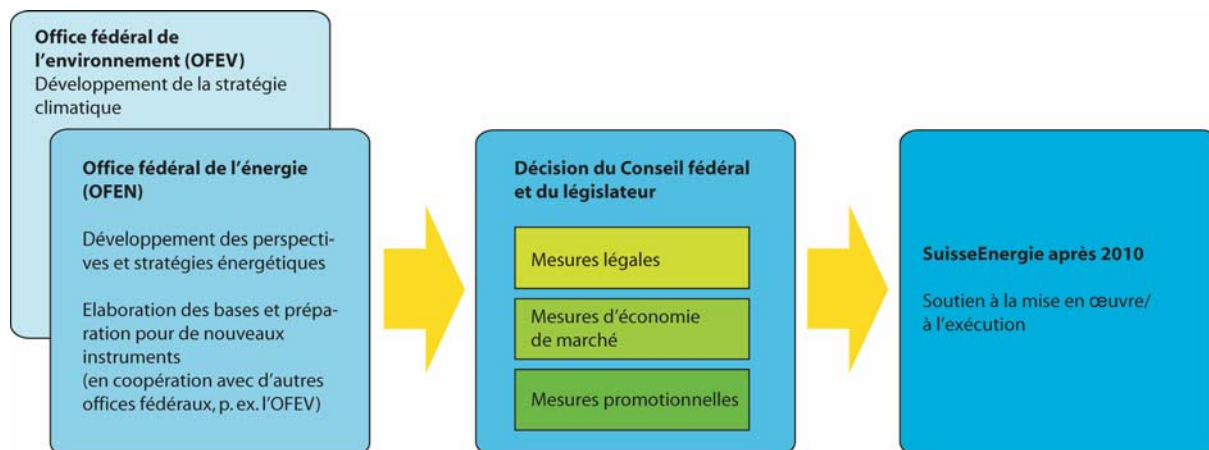 Office fédéral de
l'environnement (OFEV)
Développement de la stratégie
climatique
Office fédéral de l'énergie
(OFEN)
Développement des perspecti-
ves et stratégies énergétiques
Elaboration des bases et prépa-
ration pour de nouveaux
instruments
(en coopération avec d'autres
offices fédéraux, p. ex. l'OFEV)
Décision du Conseil fédéral
et du législateur
Mesures légales
Mesures d'économie
de marché
Mesures promotionnelles
SuisseEnergie après 2010
Soutien à la mise en œuvre/
à l'exécution